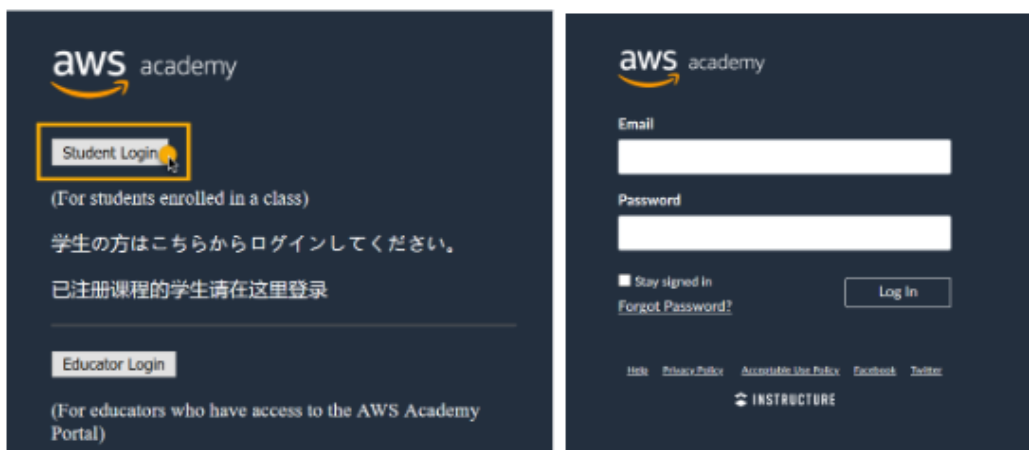 aws academy
Student Login
(For students enrolled in a class)
学生の方はこちらからログインしてください。
已注册课程的学生请在这里登录
Educator Login
(For educators who have access to the AWS Academy
Portal)
aws academy
Email
Password
Stay signed in
Log In
Forgot Password?
Help Privacy Policy Acceptable Use Policy Facebook Twitter
INSTRUCTURE